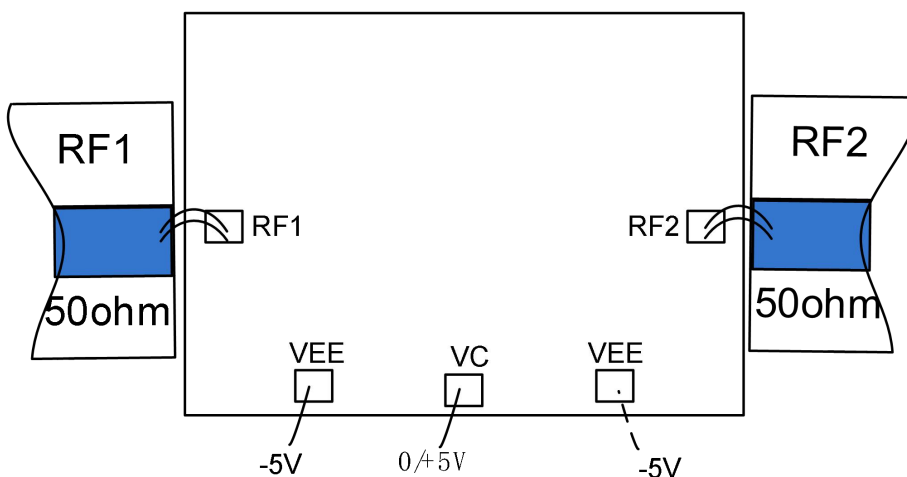 RF1
RF2
RF1
RF2
50ohm
50ohm
VEE
VC
VEE
-5V
0/+5V
-5V